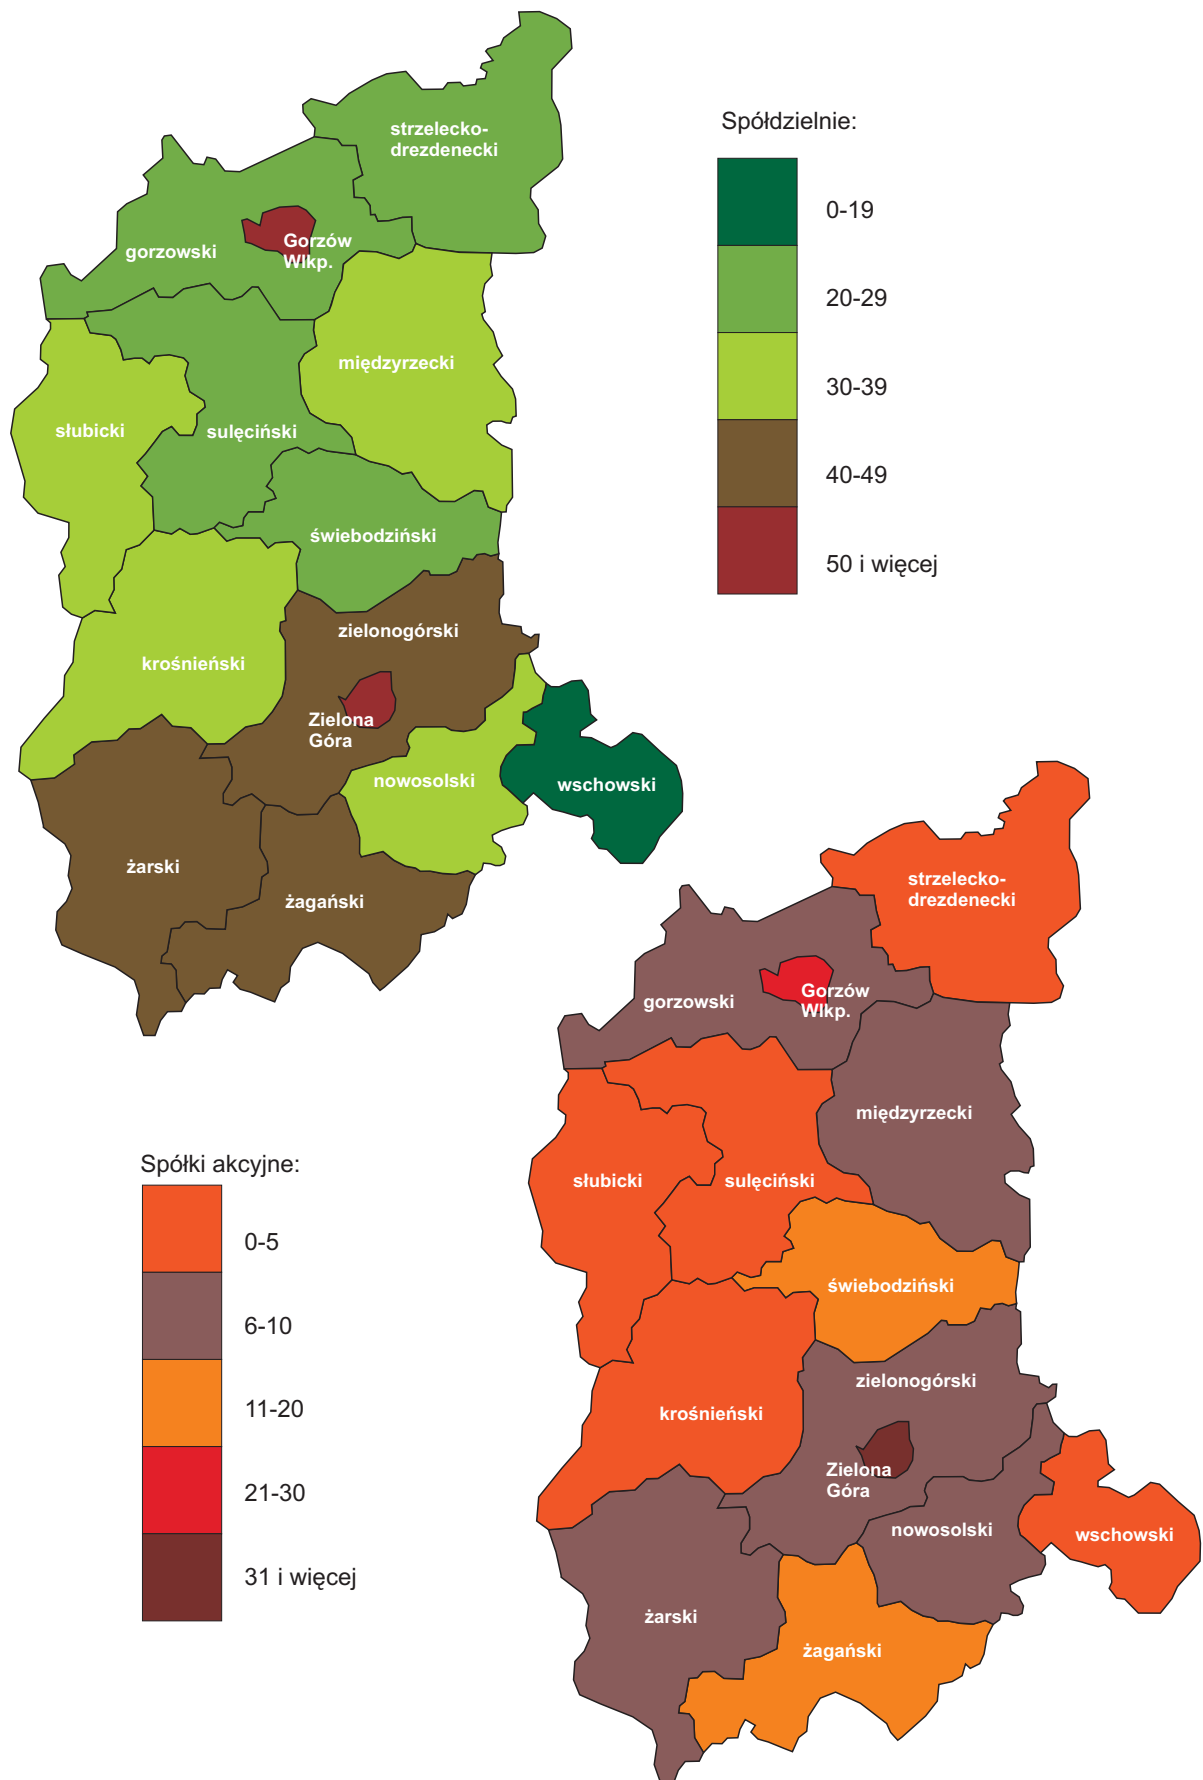 strzelecko-
drezdenecki
gorzowski
Gorzów
Wlkp.
międzyrzecki
słubicki
sulęciński
świebodziński
zielonogórski
krośnieński
Zielona
Góra
nowosolski
wschowski
żarski
żagański
Spółdzielnie:
0-19
20-29
30-39
40-49
50 i więcej
Spółki akcyjne:
0-5
6-10
11-20
21-30
31 i więcej
strzelecko-
drezdenecki
gorzowski
Gorzów
Wlkp.
międzyrzecki
słubicki
sulęciński
świebodziński
zielonogórski
krośnieński
Zielona
Góra
nowosolski
wschowski
żarski
żagański